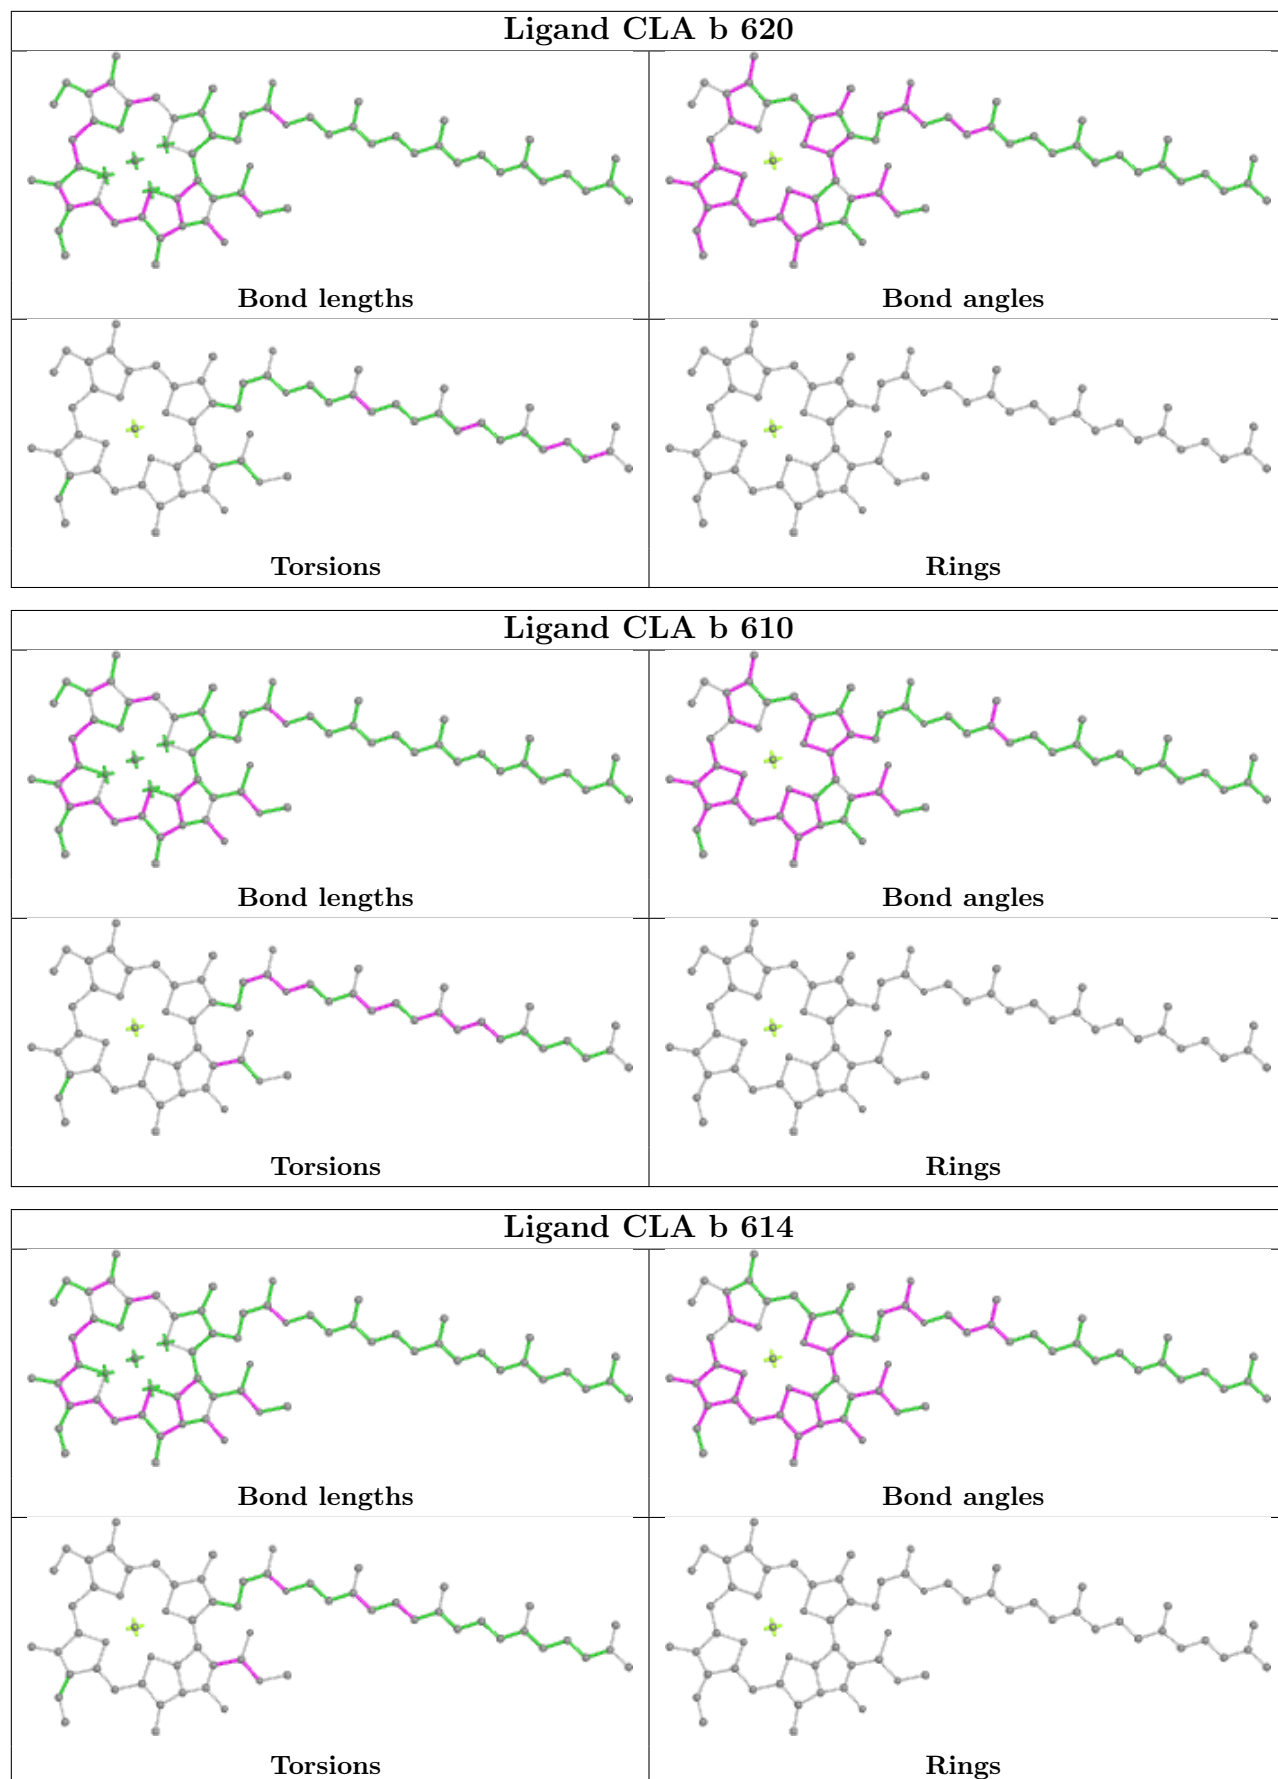 Ligand CLA b 620
Bond lengths
Bond angles
Torsions
Rings
Ligand CLA b 610
Bond lengths
Bond angles
Torsions
Rings
Ligand CLA b 614
Bond lengths
Bond angles
Torsions
Rings